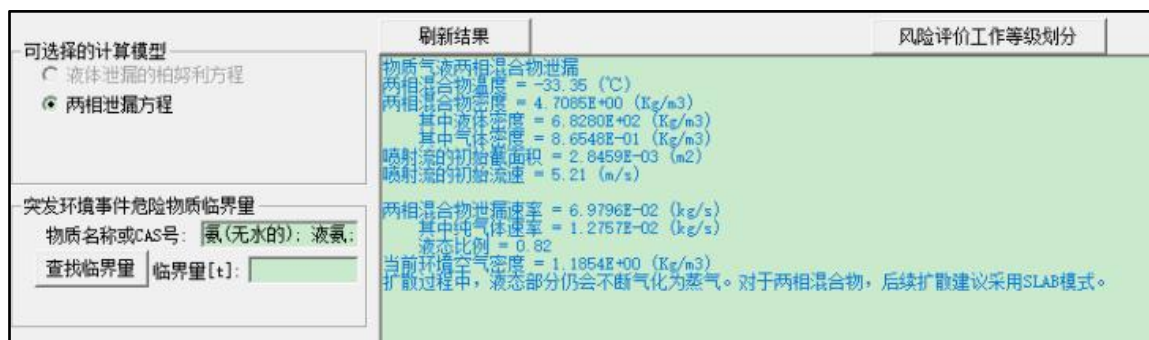 可选择的计算模型
液体泄漏的柏努利方程
两相泄漏方程
突发环境事件危险物质临界量
物质名称或CAS号: 氨(无水的); 液氨;
查找临界量 临界量[t]:
刷新结果 风险评价工作等级划分
物质气液两相混合物泄漏
两相混合物温度 = -33.35 (℃)
两相混合物密度 = 4.7085E+00 (Kg/m3)
其中液体密度 = 6.8280E+02 (Kg/m3)
其中气体密度 = 8.6548E-01 (Kg/m3)
喷射流的初始截面积 = 2.8459E-03 (m2)
喷射流的初始流速 = 5.21 (m/s)
两相混合物泄漏速率 = 6.9796E-02 (kg/s)
其中纯气体速率 = 1.2757E-02 (kg/s)
液态比例 = 0.82
当前环境空气密度 = 1.1854E+00 (Kg/m3)
扩散过程中，液态部分仍会不断气化为蒸气。对于两相混合物，后续扩散建议采用SLAB模式。